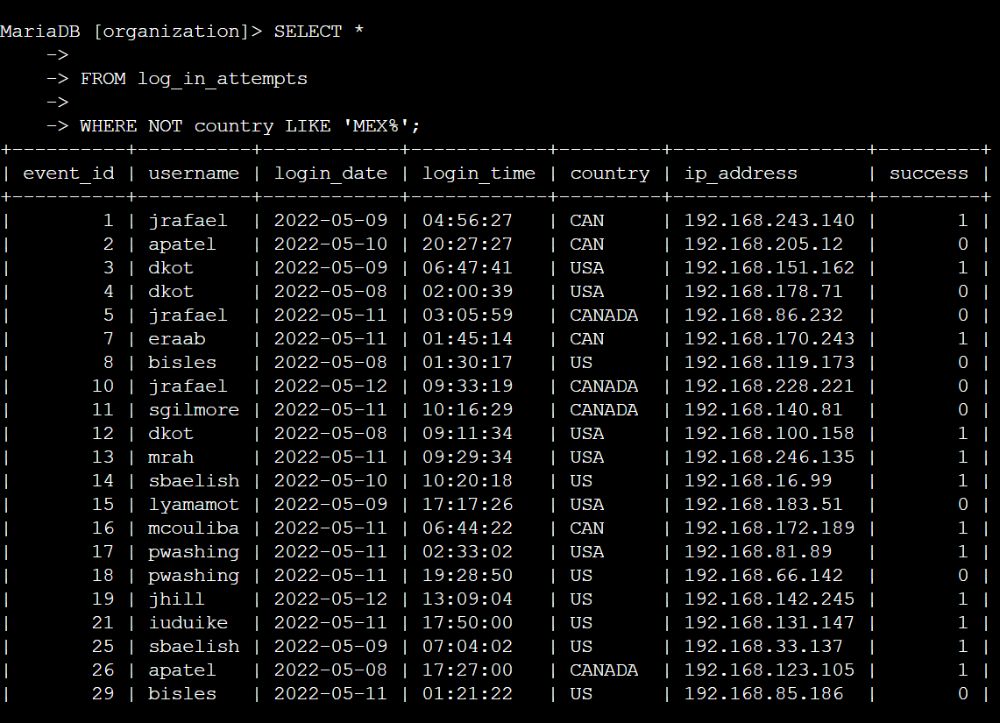 MariaDB [organization]> SELECT *
    ->
    -> FROM log_in_attempts
    ->
    -> WHERE NOT country LIKE 'MEX%';
+----------+----------+------------+------------+---------+-----------------+---------+
| event_id | username | login_date | login_time | country | ip_address      | success |
+----------+----------+------------+------------+---------+-----------------+---------+
|        1 | jrafael  | 2022-05-09 | 04:56:27   | CAN     | 192.168.243.140 |       1 |
|        2 | apatel   | 2022-05-10 | 20:27:27   | CAN     | 192.168.205.12  |       0 |
|        3 | dkot     | 2022-05-09 | 06:47:41   | USA     | 192.168.151.162 |       1 |
|        4 | dkot     | 2022-05-08 | 02:00:39   | USA     | 192.168.178.71  |       0 |
|        5 | jrafael  | 2022-05-11 | 03:05:59   | CANADA  | 192.168.86.232  |       0 |
|        7 | eraab    | 2022-05-11 | 01:45:14   | CAN     | 192.168.170.243 |       1 |
|        8 | bisles   | 2022-05-08 | 01:30:17   | US      | 192.168.119.173 |       0 |
|       10 | jrafael  | 2022-05-12 | 09:33:19   | CANADA  | 192.168.228.221 |       0 |
|       11 | sgilmore | 2022-05-11 | 10:16:29   | CANADA  | 192.168.140.81  |       0 |
|       12 | dkot     | 2022-05-08 | 09:11:34   | USA     | 192.168.100.158 |       1 |
|       13 | mrah     | 2022-05-11 | 09:29:34   | USA     | 192.168.246.135 |       1 |
|       14 | sbaelish | 2022-05-10 | 10:20:18   | US      | 192.168.16.99   |       1 |
|       15 | lyamamot | 2022-05-09 | 17:17:26   | USA     | 192.168.183.51  |       0 |
|       16 | mcouliba | 2022-05-11 | 06:44:22   | CAN     | 192.168.172.189 |       1 |
|       17 | pwashing | 2022-05-11 | 02:33:02   | USA     | 192.168.81.89   |       1 |
|       18 | pwashing | 2022-05-11 | 19:28:50   | US      | 192.168.66.142  |       0 |
|       19 | jhill    | 2022-05-12 | 13:09:04   | US      | 192.168.142.245 |       1 |
|       21 | iuduike  | 2022-05-11 | 17:50:00   | US      | 192.168.131.147 |       1 |
|       25 | sbaelish | 2022-05-09 | 07:04:02   | US      | 192.168.33.137  |       1 |
|       26 | apatel   | 2022-05-08 | 17:27:00   | CANADA  | 192.168.123.105 |       1 |
|       29 | bisles   | 2022-05-11 | 01:21:22   | US      | 192.168.85.186  |       0 |